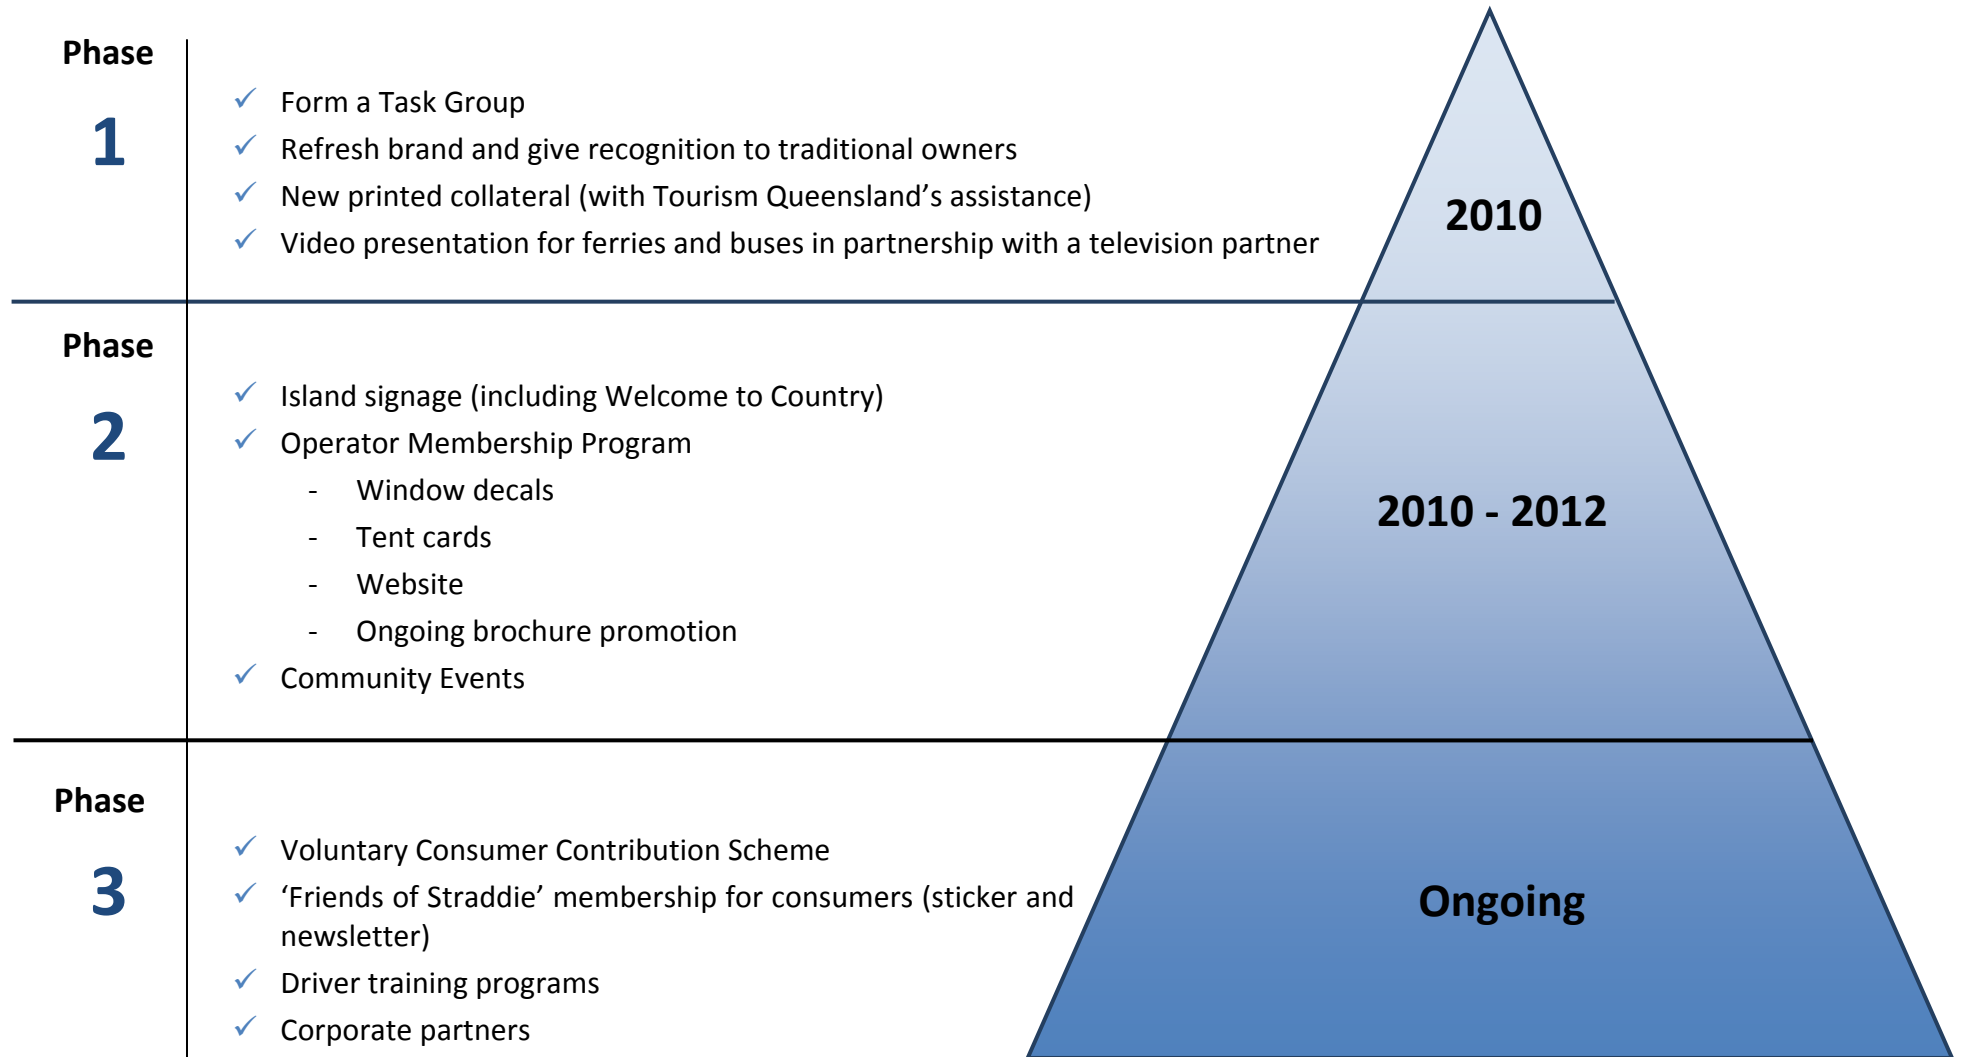 Phase
1
✓ Form a Task Group
✓ Refresh brand and give recognition to traditional owners
✓ New printed collateral (with Tourism Queensland’s assistance)
✓ Video presentation for ferries and buses in partnership with a television partner
2010
Phase
2
✓ Island signage (including Welcome to Country)
✓ Operator Membership Program
- Window decals
- Tent cards
- Website
- Ongoing brochure promotion
✓ Community Events
2010 - 2012
Phase
3
✓ Voluntary Consumer Contribution Scheme
✓ ‘Friends of Straddie’ membership for consumers (sticker and
newsletter)
✓ Driver training programs
✓ Corporate partners
Ongoing